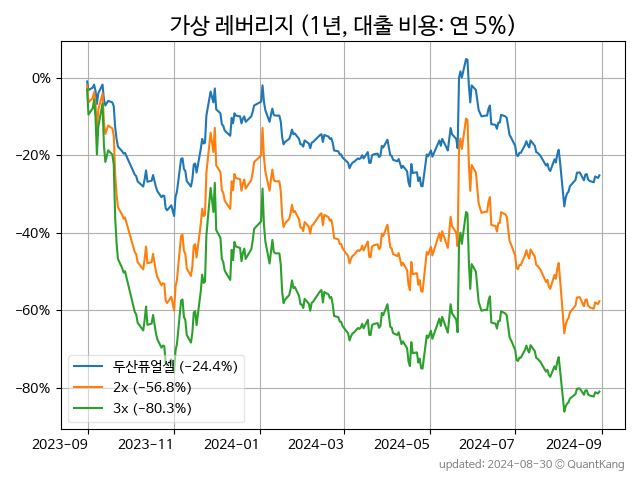 가상 레버리지 (1년, 대출 비용: 연 5%)
0%
−20%
−40%
−60%
−80%
두산퓨얼셀 (−24.4%)
2x (−56.8%)
3x (−80.3%)
2023-09 2023-11 2024-01 2024-03 2024-05 2024-07 2024-09
updated: 2024-08-30 © QuantKang